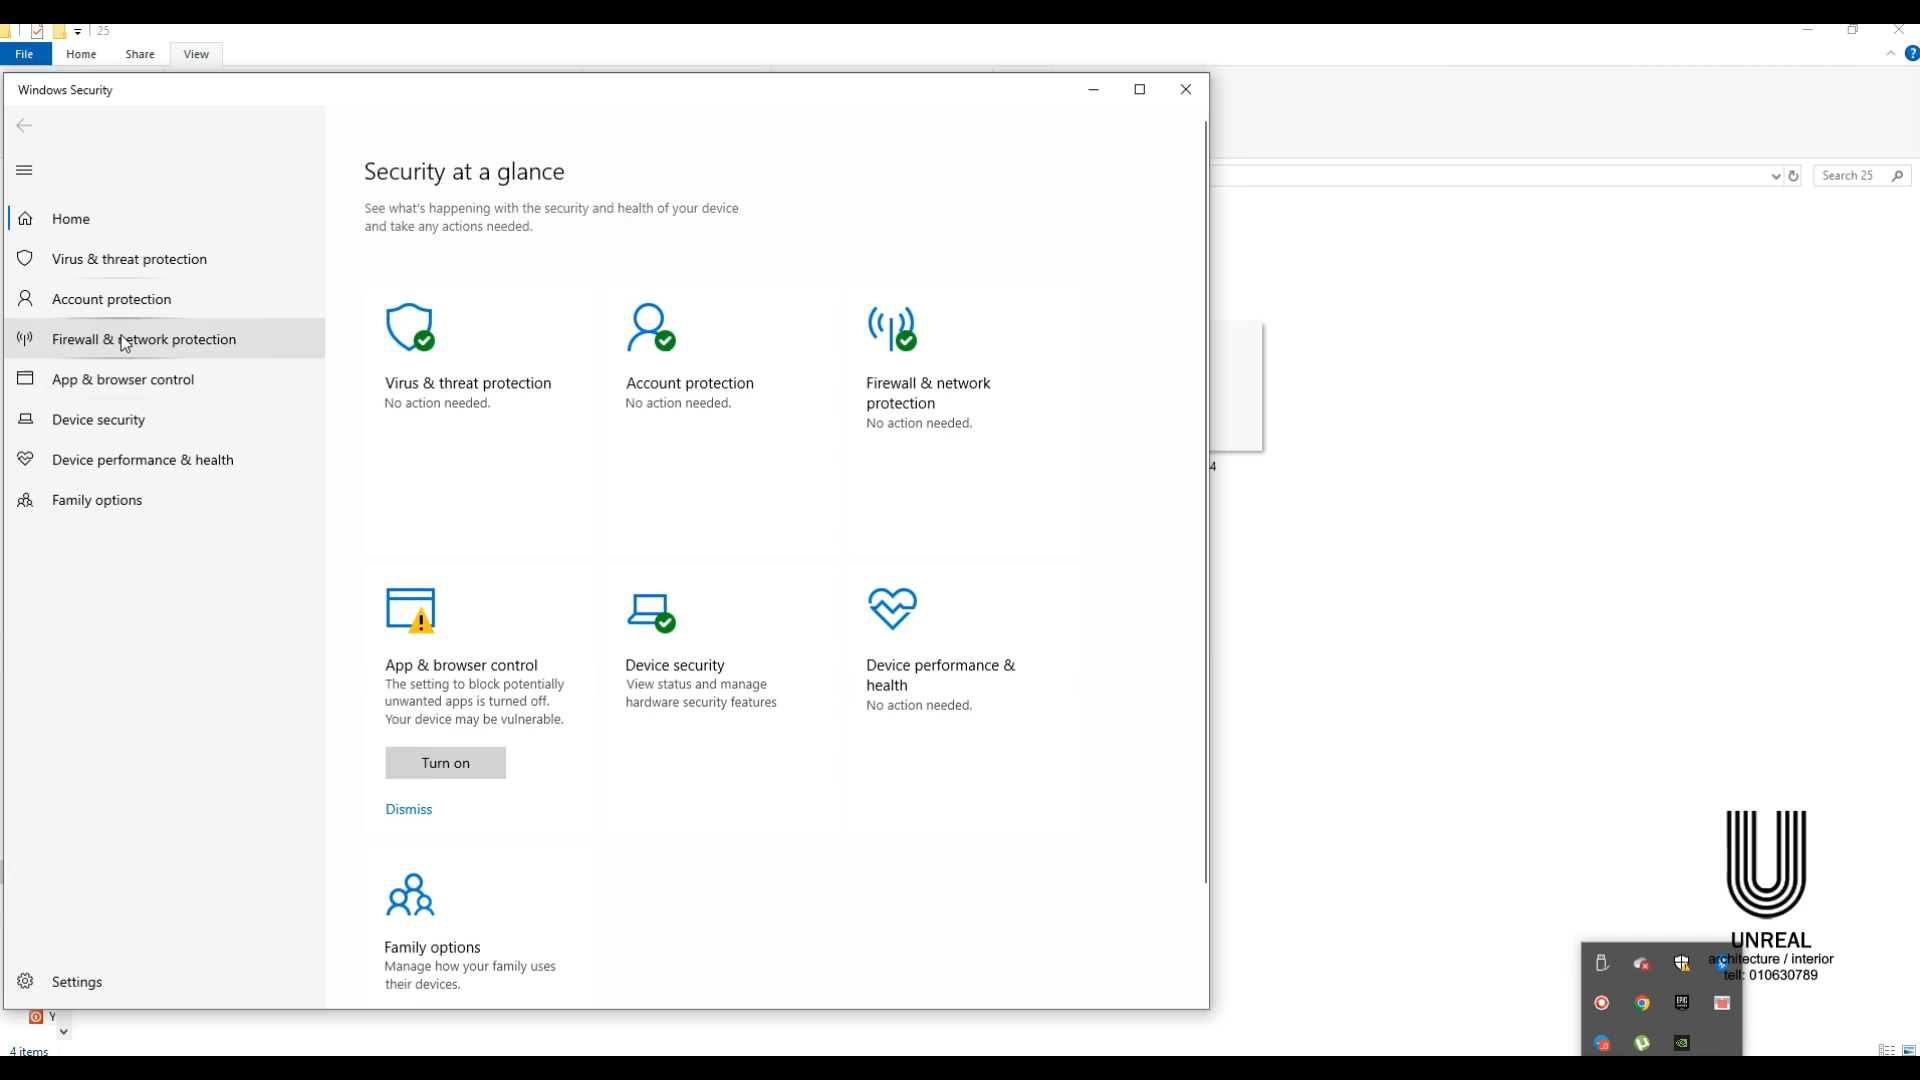 25
File
Home
Share
View
?
Windows Security
Search 25
Home
Virus & threat protection
Account protection
Firewall & network protection
App & browser control
Device security
Device performance & health
Family options
Settings
Security at a glance
See what's happening with the security and health of your device
and take any actions needed.
Virus & threat protection
No action needed.
Account protection
No action needed.
Firewall & network
protection
No action needed.
App & browser control
The setting to block potentially
unwanted apps is turned off.
Your device may be vulnerable.
Turn on
Dismiss
Device security
View status and manage
hardware security features
Device performance &
health
No action needed.
Family options
Manage how your family uses
their devices.
4
Y
4 items
UNREAL
architecture / interior
tell: 010630789
EPIC